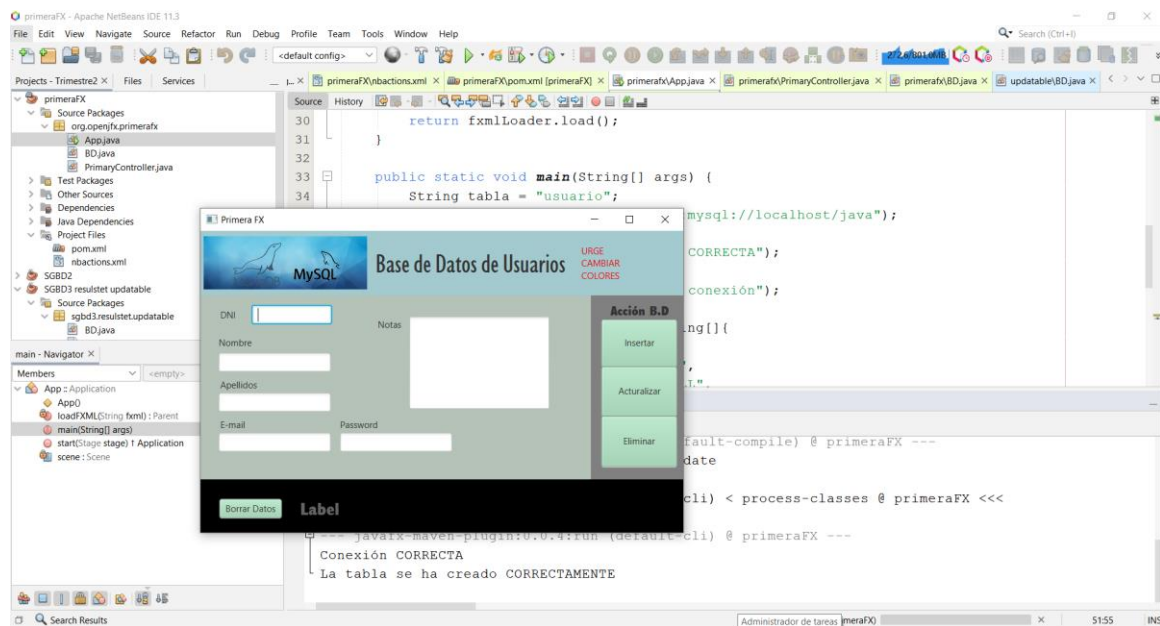 primeraFX - Apache NetBeans IDE 11.3
File Edit View Navigate Source Refactor Run Debug Profile Team Tools Window Help
Search (Ctrl+I)
<default config>
Projects - Trimestre2 × Files Services
primeraFX\nbactions.xml × primeraFX\pom.xml [primeraFX] × primerafx\App.java × primerafx\PrimaryController.java × primerafx\BD.java × updatable\BD.java ×
Source History
primeraFX
Source Packages
org.openjfx.primerafx
App.java
BD.java
PrimaryController.java
Test Packages
Other Sources
Dependencies
Java Dependencies
Project Files
pom.xml
nbactions.xml
SGBD2
SGBD3 resulstet updatable
Source Packages
sgbd3.resulstet.updatable
BD.java
main - Navigator ×
Members <empty>
App :: Application
App()
loadFXML(String fxml) : Parent
main(String[] args)
start(Stage stage) ↑ Application
scene : Scene
30 return fxmlLoader.load();
31 }
32
33 public static void main(String[] args) {
34 String tabla = "usuario";
mysql://localhost/java");
CORRECTA");
conexión");
ng[]{
Primera FX
MySQL
Base de Datos de Usuarios
URGE
CAMBIAR
COLORES
DNI
Notas
Nombre
Apellidos
E-mail
Password
Acción B.D
Insertar
Acturalizar
Eliminar
Borrar Datos
Label
fault-compile) @ primeraFX ---
date
cli) < process-classes @ primeraFX <<<
--- javafx-maven-plugin:0.0.4:run (default-cli) @ primeraFX ---
Conexión CORRECTA
La tabla se ha creado CORRECTAMENTE
Search Results
Administrador de tareas
meraFX)
51:55
INS